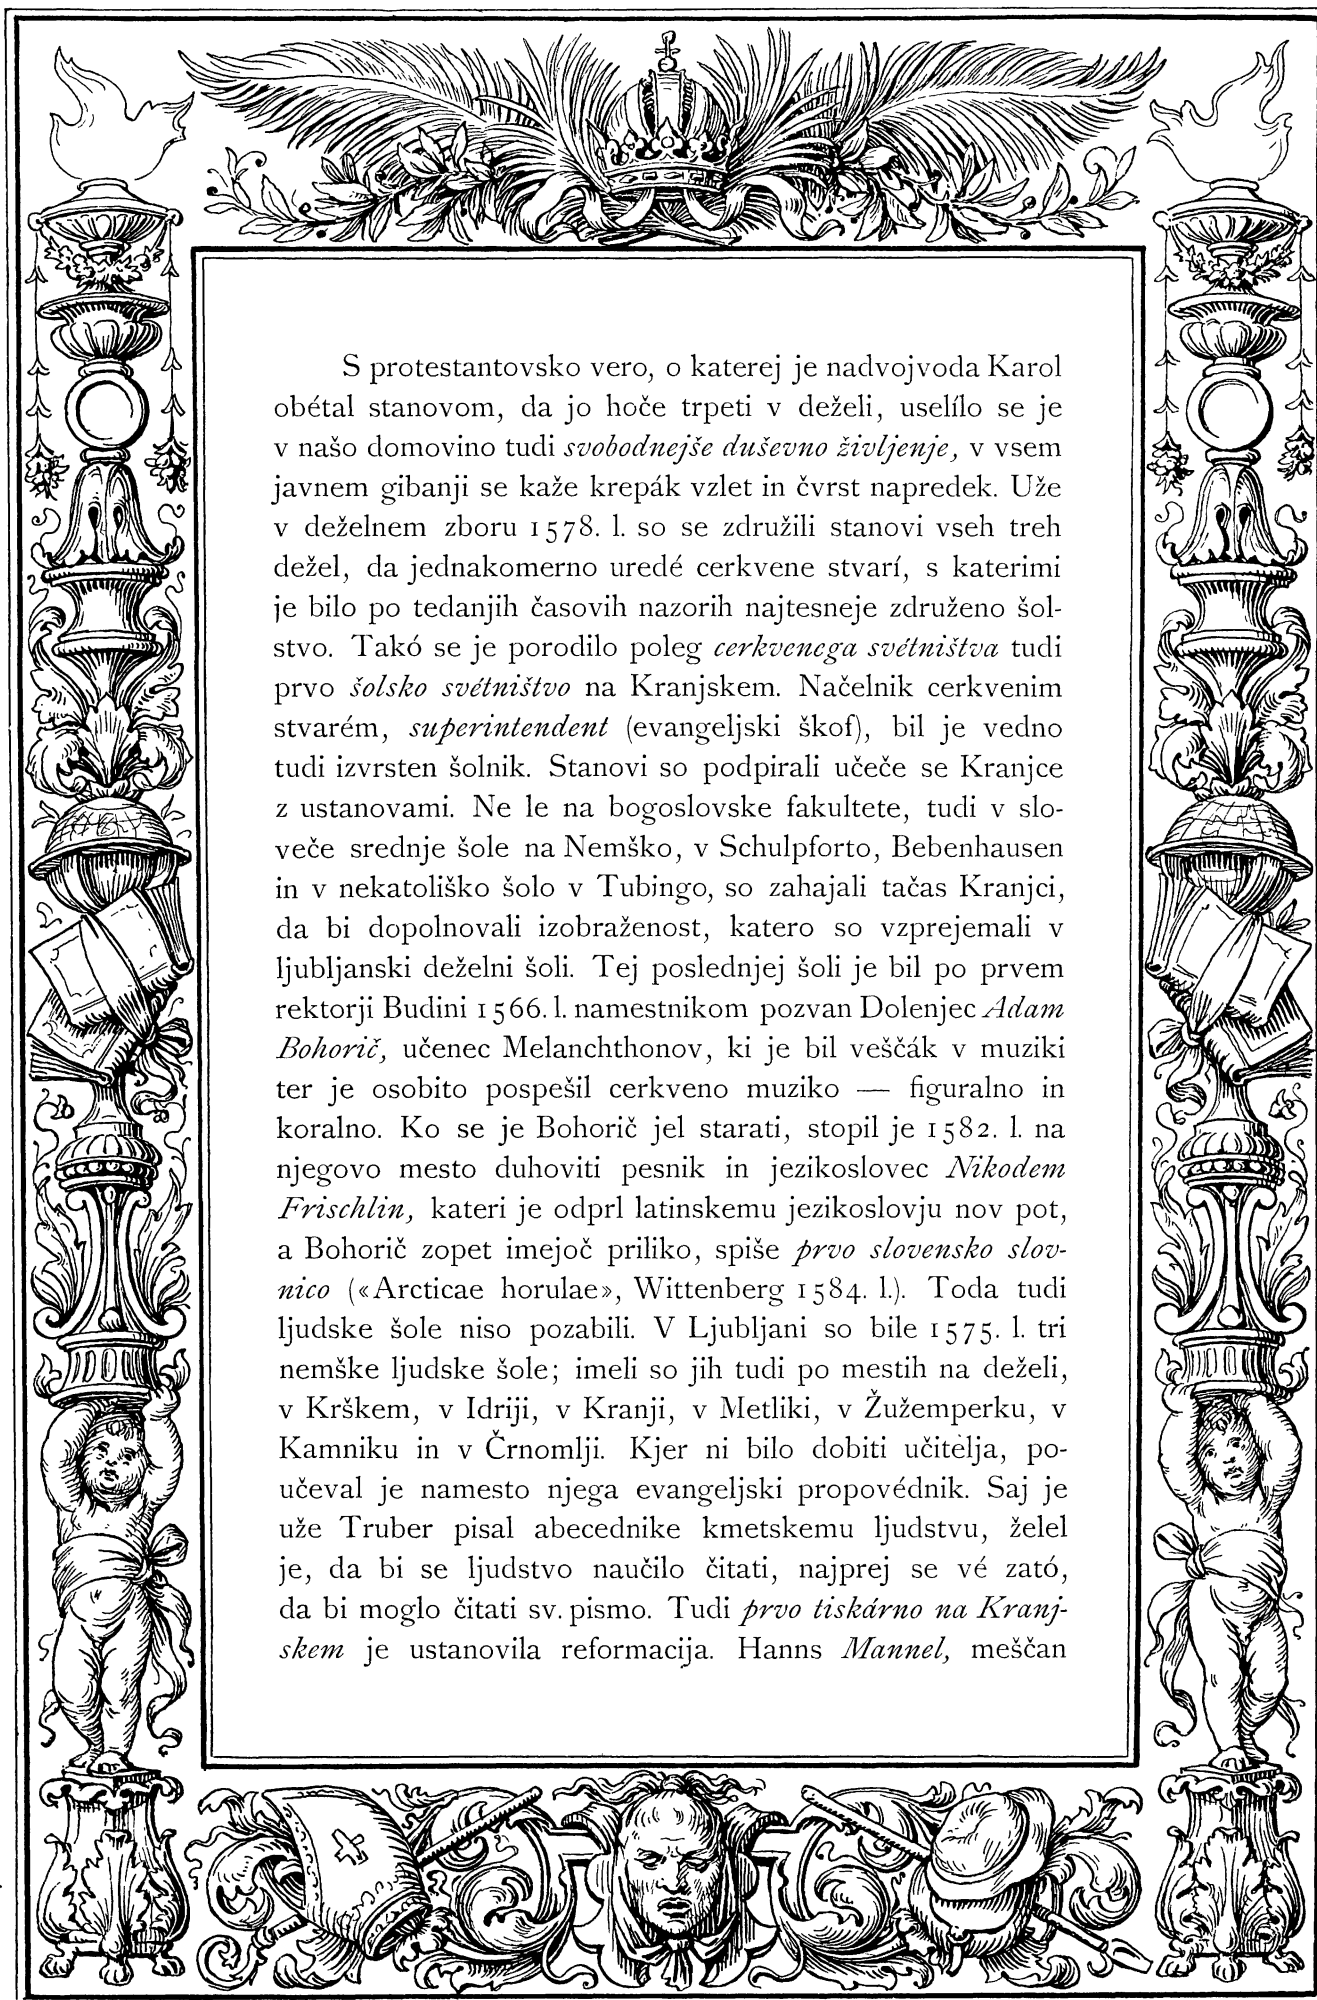 S protestantovsko vero, o katerej je nadvojvoda Karol
obétal stanovom, da jo hoče trpeti v deželi, uselílo se je
v našo domovino tudi svobodnejše duševno življenje, v vsem
javnem gibanji se kaže krepák vzlet in čvrst napredek. Uže
v deželnem zboru 1578. l. so se združili stanovi vseh treh
dežel, da jednakomerno uredé cerkvene stvarí, s katerimi
je bilo po tedanjih časovih nazorih najtesneje združeno šol-
stvo. Takó se je porodilo poleg cerkvenega svétništva tudi
prvo šolsko svétništvo na Kranjskem. Načelnik cerkvenim
stvarém, superintendent (evangeljski škof), bil je vedno
tudi izvrsten šolnik. Stanovi so podpirali učeče se Kranjce
z ustanovami. Ne le na bogoslovske fakultete, tudi v slo-
veče srednje šole na Nemško, v Schulpforto, Bebenhausen
in v nekatoliško šolo v Tubingo, so zahajali tačas Kranjci,
da bi dopolnovali izobraženost, katero so vzprejemali v
ljubljanski deželni šoli. Tej poslednjej šoli je bil po prvem
rektorji Budini 1566. l. namestnikom pozvan Dolenjec Adam
Bohorič, učenec Melanchthonov, ki je bil veščák v muziki
ter je osobito pospešil cerkveno muziko — figuralno in
koralno. Ko se je Bohorič jel starati, stopil je 1582. l. na
njegovo mesto duhoviti pesnik in jezikoslovec Nikodem
Frischlin, kateri je odprl latinskemu jezikoslovju nov pot,
a Bohorič zopet imejoč priliko, spiše prvo slovensko slov-
nico («Arcticae horulae», Wittenberg 1584. l.). Toda tudi
ljudske šole niso pozabili. V Ljubljani so bile 1575. l. tri
nemške ljudske šole; imeli so jih tudi po mestih na deželi,
v Krškem, v Idriji, v Kranji, v Metliki, v Žužemperku, v
Kamniku in v Črnomlji. Kjer ni bilo dobiti učitelja, po-
učeval je namesto njega evangeljski propovédnik. Saj je
uže Truber pisal abecednike kmetskemu ljudstvu, želel
je, da bi se ljudstvo naučilo čitati, najprej se vé zató,
da bi moglo čitati sv. pismo. Tudi prvo tiskárno na Kranj-
skem je ustanovila reformacija. Hanns Mannel, meščan